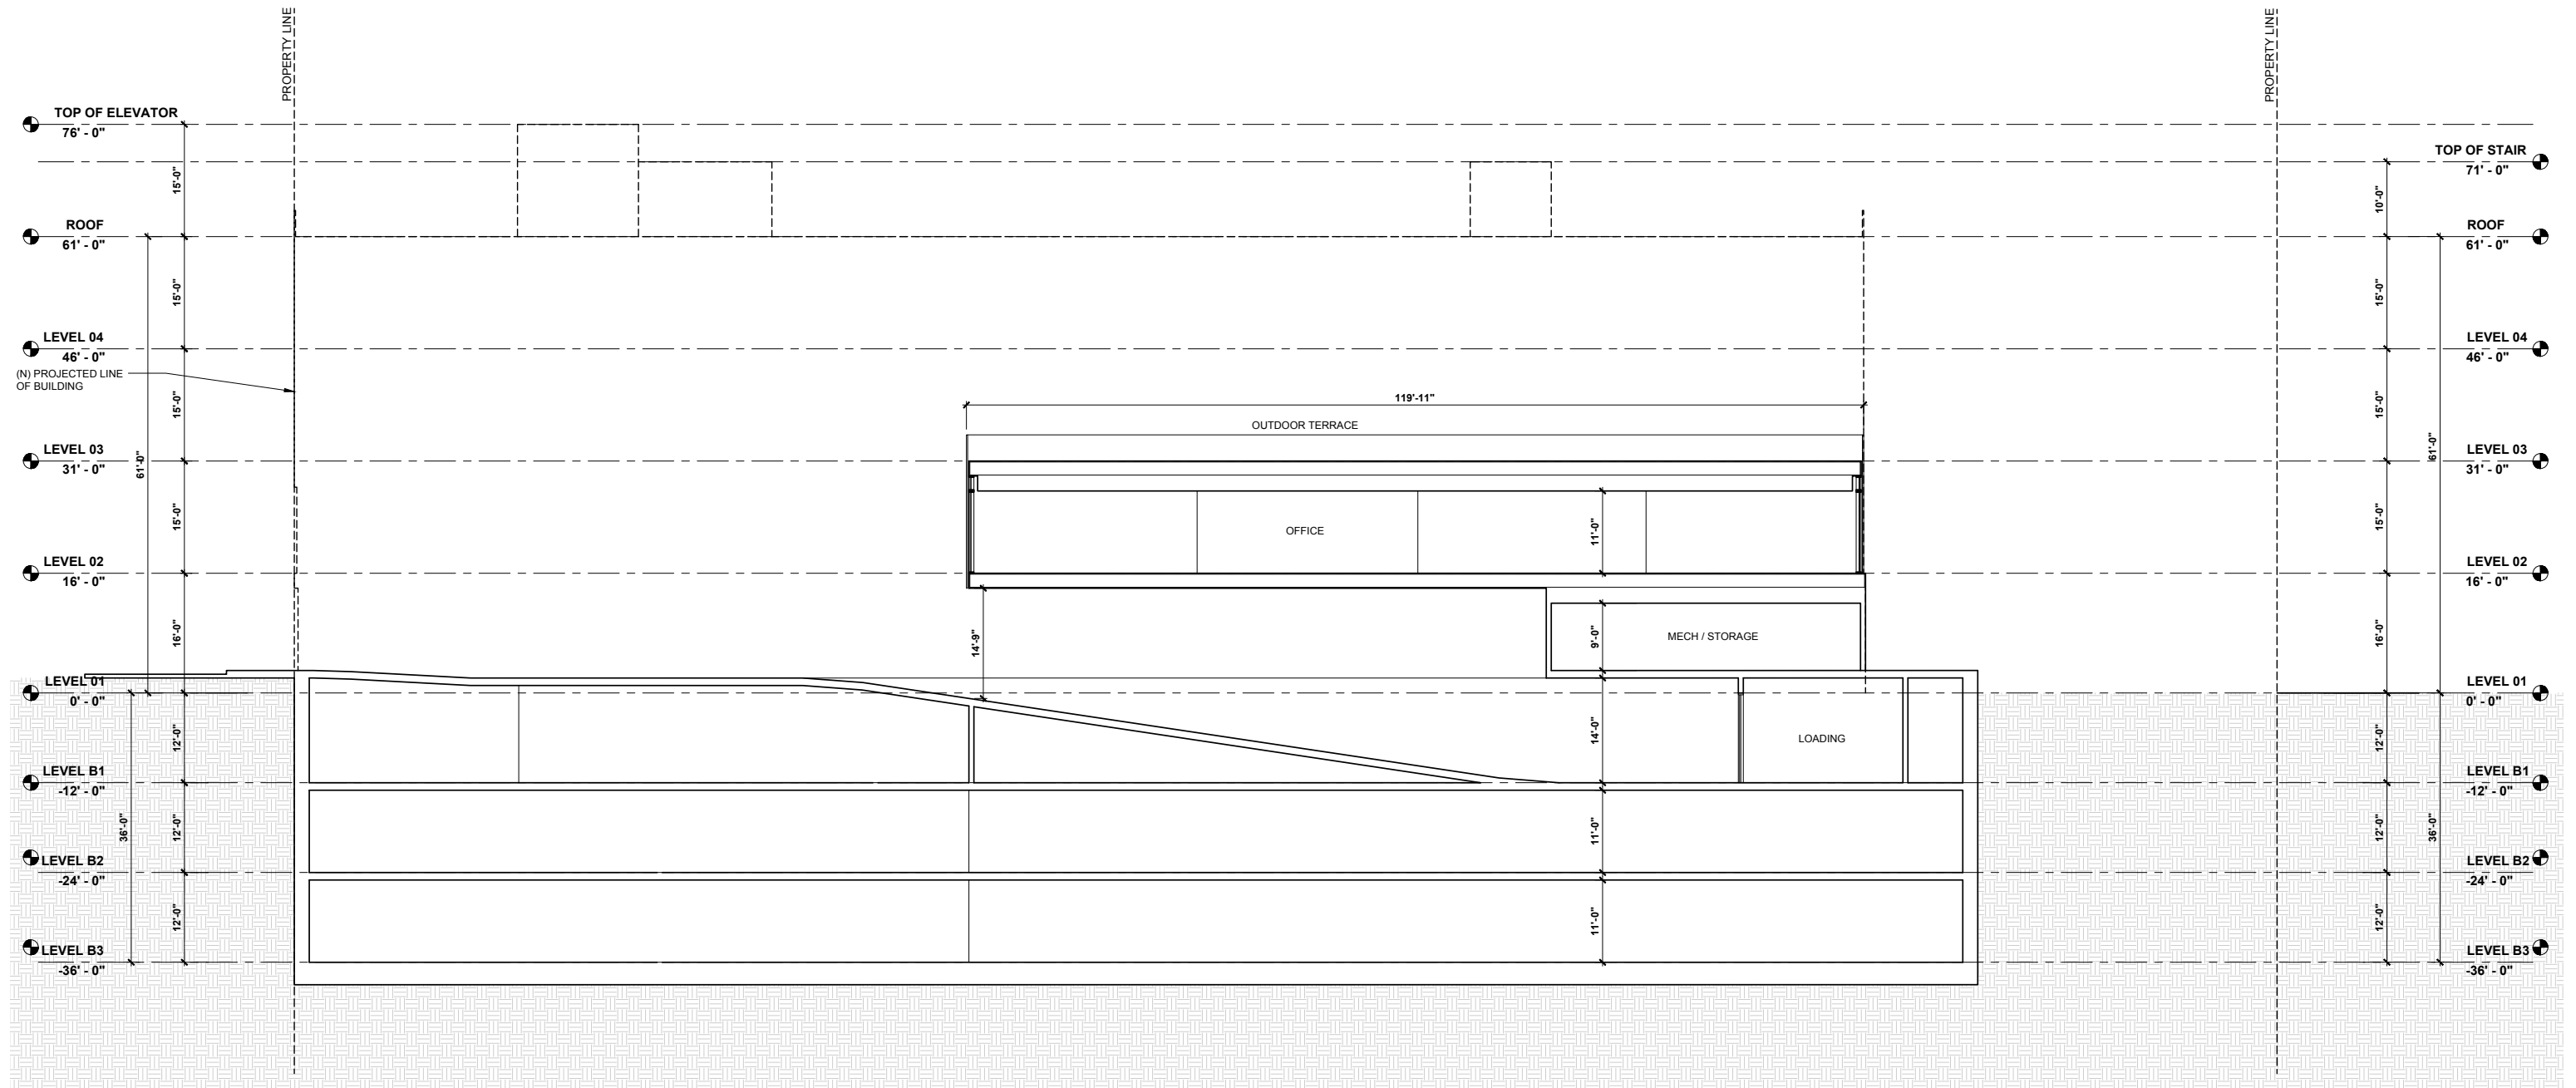 PROPERTY LINE
PROPERTY LINE
TOP OF ELEVATOR
76' - 0"
TOP OF STAIR
71' - 0"
15'-0"
10'-0"
ROOF
61' - 0"
ROOF
61' - 0"
15'-0"
15'-0"
LEVEL 04
46' - 0"
LEVEL 04
46' - 0"
(N) PROJECTED LINE
OF BUILDING
15'-0"
15'-0"
119'-11"
OUTDOOR TERRACE
LEVEL 03
31' - 0"
LEVEL 03
31' - 0"
61'-0"
61'-0"
15'-0"
15'-0"
OFFICE
11'-0"
LEVEL 02
16' - 0"
LEVEL 02
16' - 0"
16'-0"
16'-0"
14'-9"
9'-0"
MECH / STORAGE
LEVEL 01
0' - 0"
LEVEL 01
0' - 0"
12'-0"
12'-0"
14'-0"
LOADING
LEVEL B1
-12' - 0"
LEVEL B1
-12' - 0"
36'-0"
36'-0"
12'-0"
12'-0"
11'-0"
LEVEL B2
-24' - 0"
LEVEL B2
-24' - 0"
12'-0"
12'-0"
11'-0"
LEVEL B3
-36' - 0"
LEVEL B3
-36' - 0"